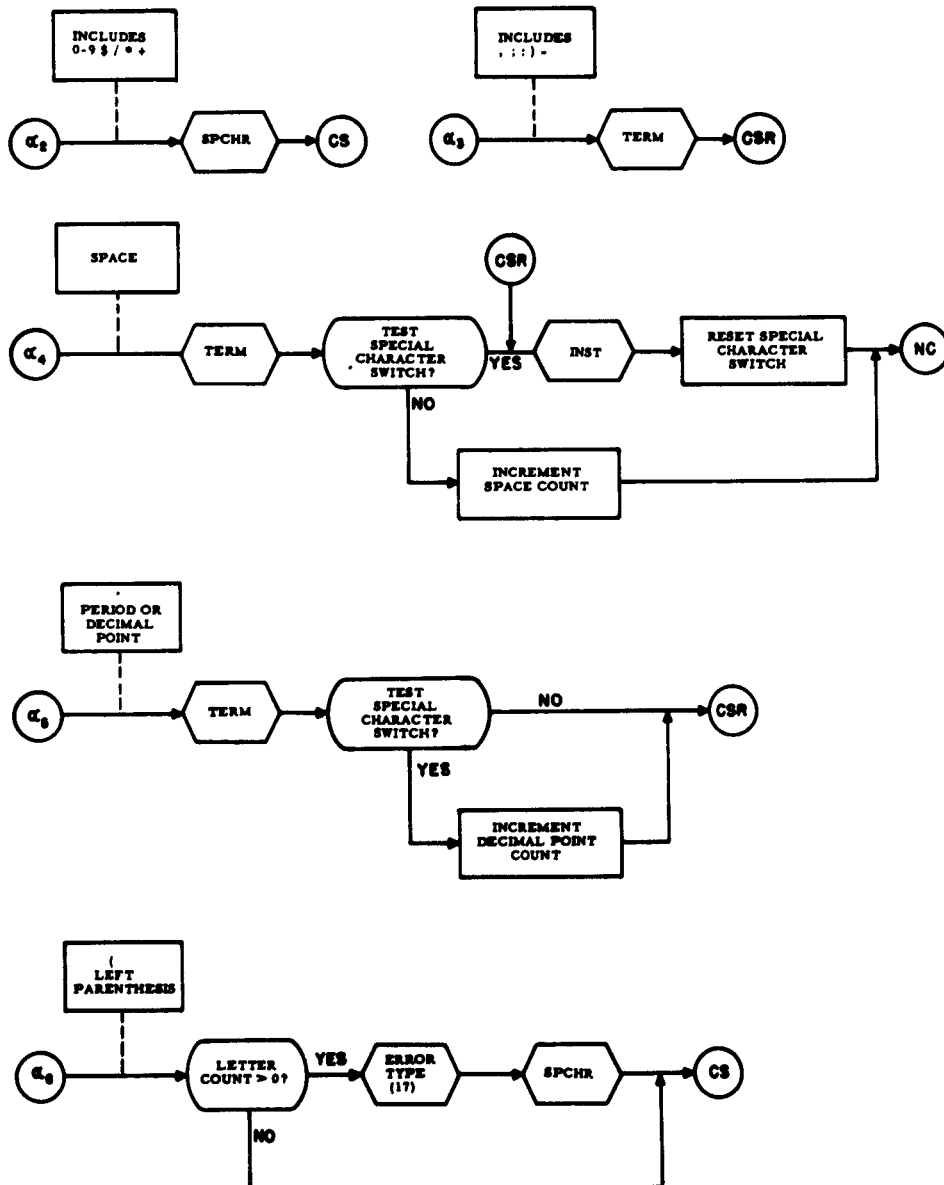 INCLUDES
0-9 $ / * +
α2
SPCHR
CS
INCLUDES
, ; : ) -
α3
TERM
CSR
SPACE
α4
TERM
TEST
SPECIAL
CHARACTER
SWITCH?
YES
NO
CSR
INST
RESET SPECIAL
CHARACTER
SWITCH
NC
INCREMENT
SPACE COUNT
PERIOD OR
DECIMAL
POINT
α5
TERM
TEST
SPECIAL
CHARACTER
SWITCH?
NO
YES
CSR
INCREMENT
DECIMAL POINT
COUNT
(
LEFT
PARENTHESIS
α6
LETTER
COUNT > 0?
YES
NO
ERROR
TYPE
(17)
SPCHR
CS